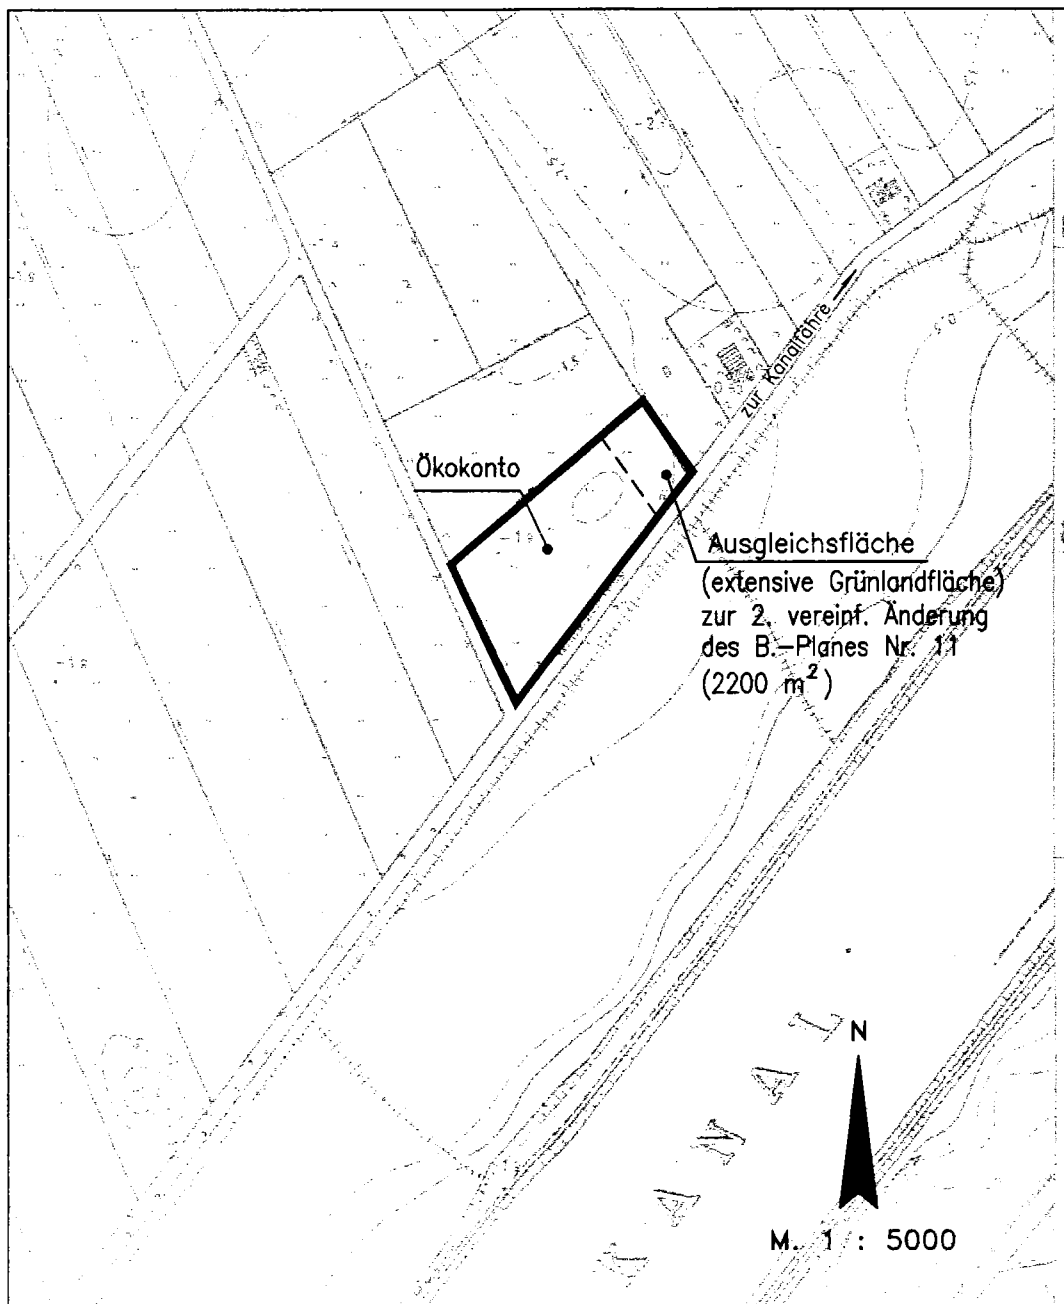 zur Kanalfähre
Ökokonto
Ausgleichsfläche
(extensive Grünlandfläche)
zur 2. vereinf. Änderung
des B.-Planes Nr. 11
(2200 m²)
KANAL
N
M. 1 : 5000